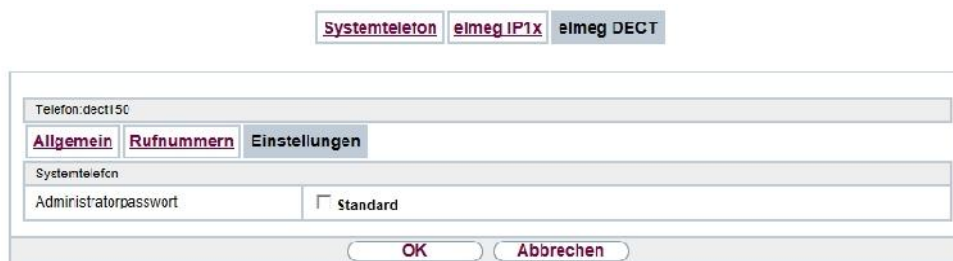 Systemtelefon elmeg IP1x elmeg DECT
Telefon:dect150
Allgemein Rufnummern Einstellungen
Systemtelefon
Administratorpasswort Standard
OK Abbrechen